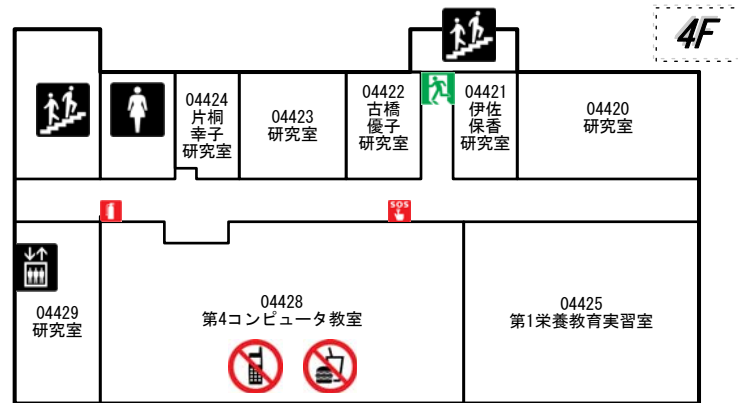 4F
04424
片桐
幸子
研究室
04423
研究室
04422
古橋
優子
研究室
04421
伊佐
保香
研究室
04420
研究室
SOS
04429
研究室
04428
第4コンピュータ教室
04425
第1栄養教育実習室